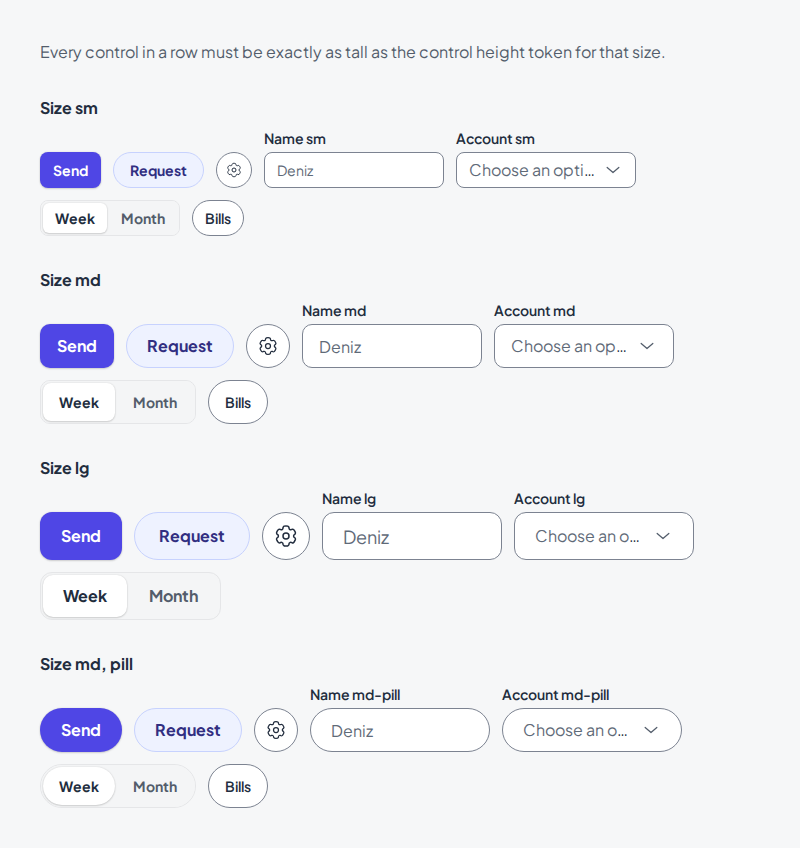 Every control in a row must be exactly as tall as the control height token for that size.
Size sm
Name sm
Account sm
Send
Request
Deniz
Choose an opti...
Week
Month
Bills
Size md
Name md
Account md
Send
Request
Deniz
Choose an op...
Week
Month
Bills
Size lg
Name lg
Account lg
Send
Request
Deniz
Choose an o...
Week
Month
Size md, pill
Name md-pill
Account md-pill
Send
Request
Deniz
Choose an o...
Week
Month
Bills